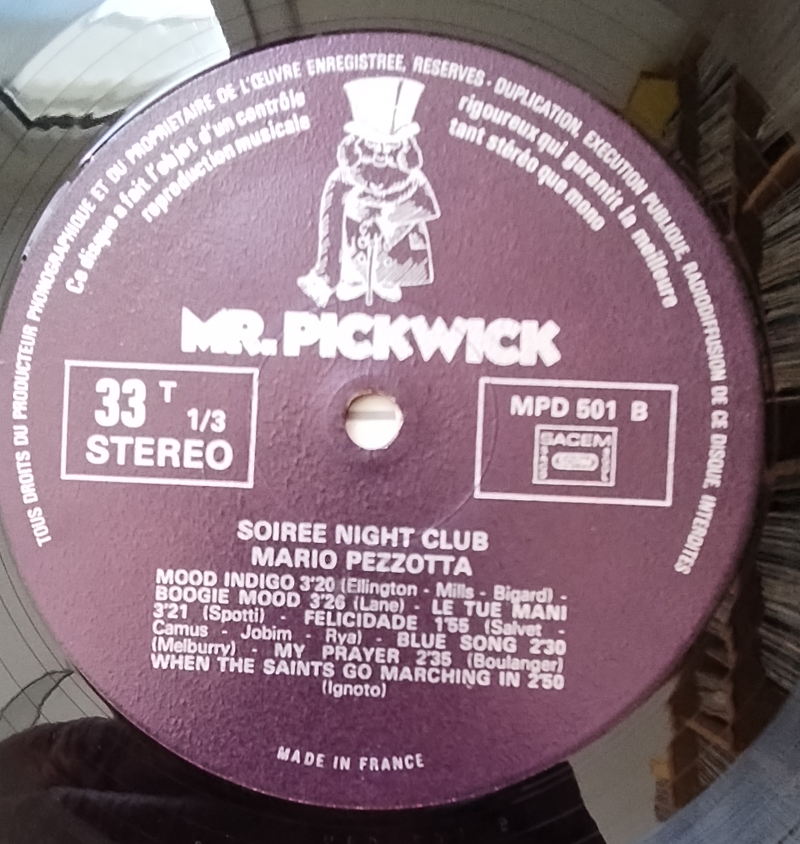 TOUS DROITS DU PRODUCTEUR PHONOGRAPHIQUE ET DU PROPRIETAIRE DE L'ŒUVRE ENREGISTREE, RESERVES - DUPLICATION, EXECUTION PUBLIQUE, RADIODIFFUSION DE CE DISQUE, INTERDITES
Ce disque a fait l'objet d'un contrôle rigoureux qui garantit la meilleure
reproduction musicale tant stéréo que mono
MR. PICKWICK
33 T
1/3
STEREO
MPD 501 B
SACEM
SOIREE NIGHT CLUB
MARIO PEZZOTTA
MOOD INDIGO 3'20 (Ellington - Mills - Bigard) -
BOOGIE MOOD 3'26 (Lane) - LE TUE MANI
3'21 (Spotti) - FELICIDADE 1'55 (Salvet -
Camus - Jobim - Rya) - BLUE SONG 2'30
(Melburry) - MY PRAYER 2'35 (Boulanger)
WHEN THE SAINTS GO MARCHING IN 2'50
(Ignoto)
MADE IN FRANCE